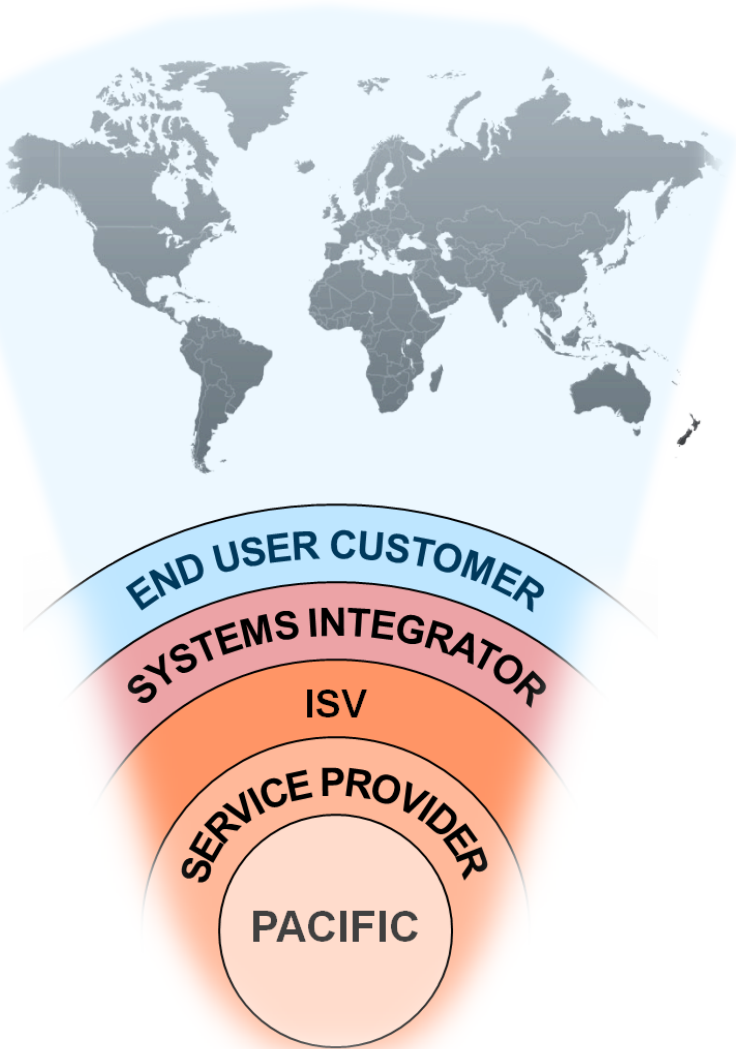 END USER CUSTOMER
SYSTEMS INTEGRATOR
ISV
SERVICE PROVIDER
PACIFIC